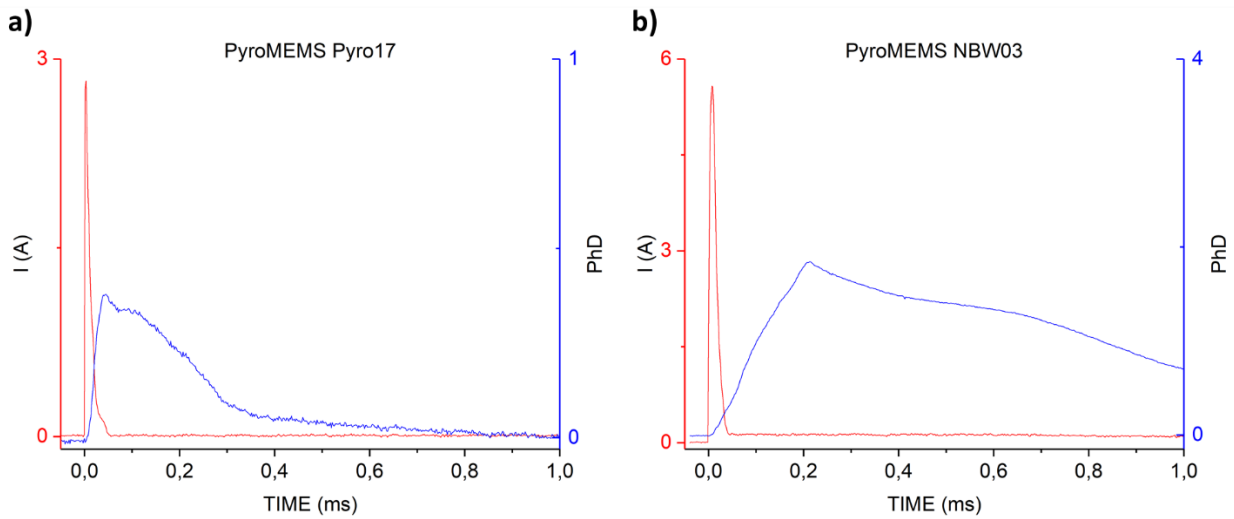 a)
PyroMEMS Pyro17
3
1
I (A)
PhD
0
0
0,0 0,2 0,4 0,6 0,8 1,0
TIME (ms)
b)
PyroMEMS NBW03
6
4
I (A)
3
2
PhD
0
0
0,0 0,2 0,4 0,6 0,8 1,0
TIME (ms)